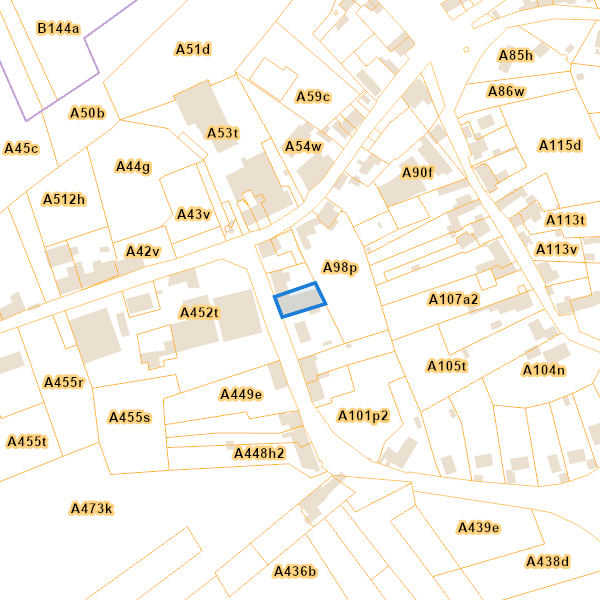 B144a
A51d
A85h
A59c
A86w
A50b
A53t
A45c
A54w
A115d
A44g
A90f
A512h
A43v
A113t
A42v
A113v
A98p
A107a2
A452t
A105t
A104n
A455r
A449e
A455s
A101p2
A455t
A448h2
A473k
A439e
A438d
A436b